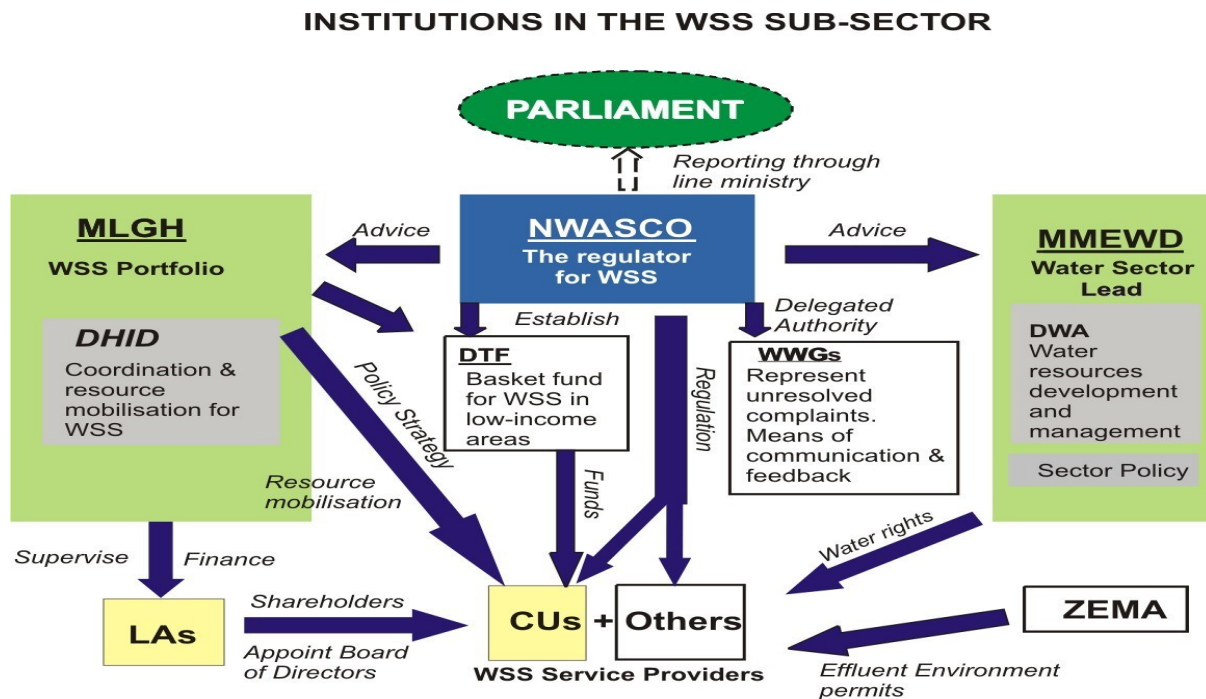 INSTITUTIONS IN THE WSS SUB-SECTOR
PARLIAMENT
Reporting through
line ministry
MLGH
WSS Portfolio
DHID
Coordination &
resource
mobilisation for
WSS
Advice
NWASCO
The regulator
for WSS
Advice
MMEWD
Water Sector
Lead
DWA
Water
resources
development
and
management
Sector Policy
Establish
Delegated
Authority
DTF
Basket fund
for WSS in
low-income
areas
WWGs
Represent
unresolved
complaints.
Means of
communication &
feedback
Policy Strategy
Regulation
Resource
mobilisation
Funds
Water rights
Supervise
Finance
LAs
Shareholders
Appoint Board
of Directors
CUs + Others
WSS Service Providers
ZEMA
Effluent Environment
permits